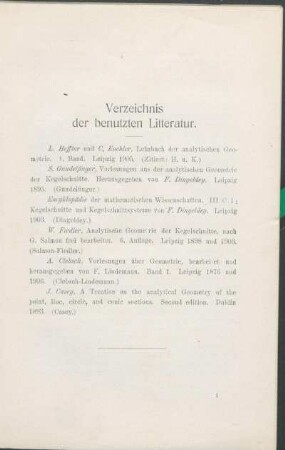 Verzeichnis
der benutzten Litteratur.
L. Heffter und C. Koehler, Lehrbuch der analytischen Geo-
metrie. 1. Band. Leipzig 1905. (Zitiert: H. u. K.)
S. Gundelfinger, Vorlesungen aus der analytischen Geometrie
der Kegelschnitte. Herausgegeben von F. Dingeldey. Leipzig
1895. (Gundelfinger.)
Encyklopädie der mathematischen Wissenschaften, III C 1;
Kegelschnitte und Kegelschnittsysteme von F. Dingeldey. Leipzig
1903. (Dingeldey.)
W. Fiedler, Analytische Geometrie der Kegelschnitte, nach
G. Salmon frei bearbeitet. 6. Auflage. Leipzig 1898 und 1903.
(Salmon-Fiedler.)
A. Clebsch, Vorlesungen über Geometrie, bearbeitet und
herausgegeben von F. Lindemann. Band I. Leipzig 1875 und
1906. (Clebsch-Lindemann.)
J. Casey, A Treatise on the analytical Geometry of the
point, line, circle, and conic sections. Second edition. Dublin
1893. (Casey.)
1